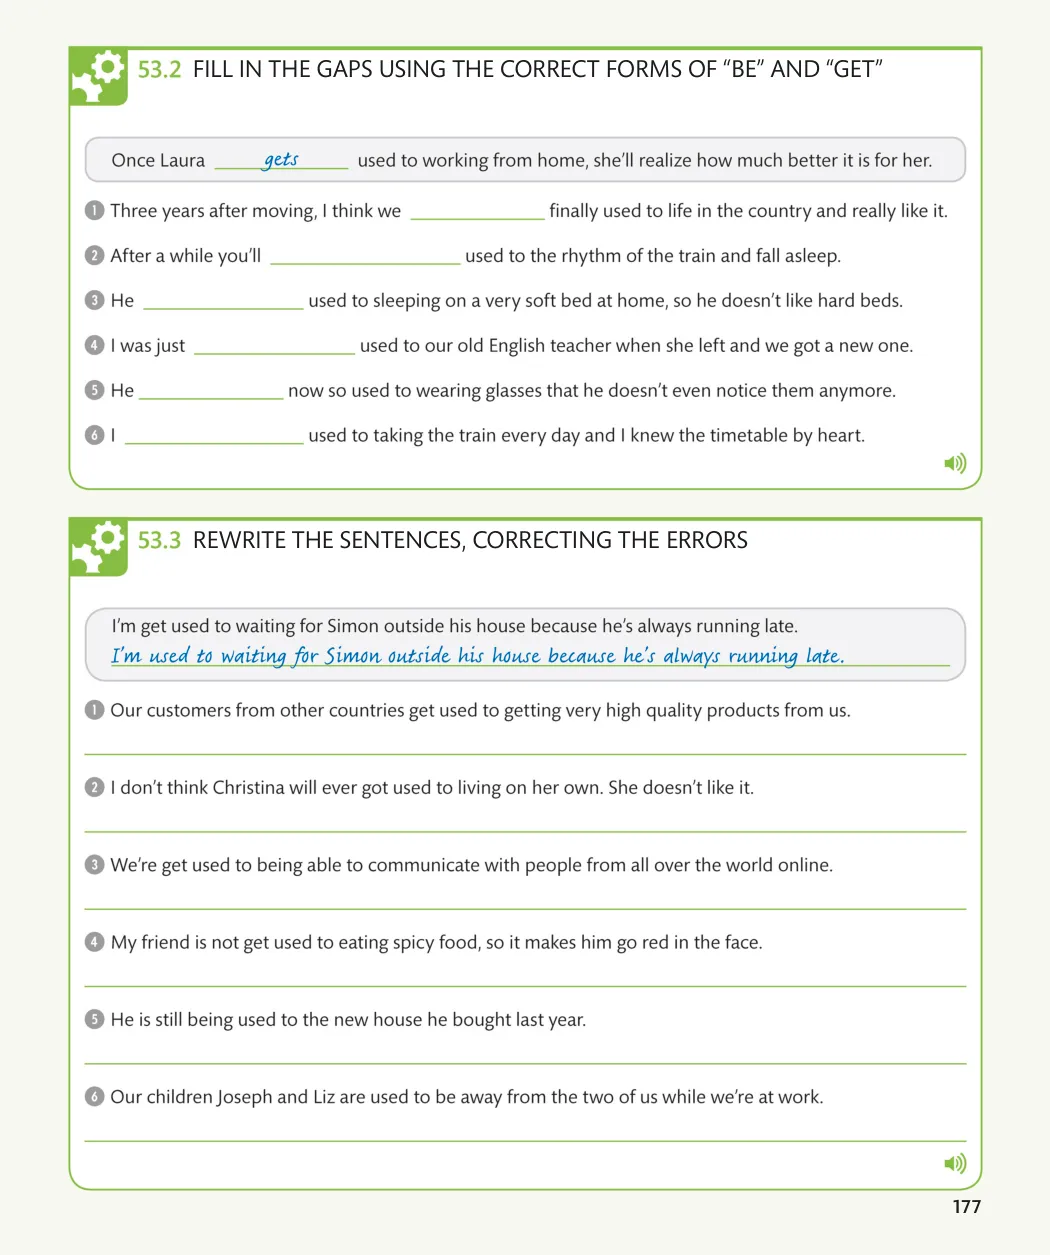 53.2 FILL IN THE GAPS USING THE CORRECT FORMS OF “BE” AND “GET”
Once Laura gets used to working from home, she’ll realize how much better it is for her.
1 Three years after moving, I think we ______ finally used to life in the country and really like it.
2 After a while you’ll ______ used to the rhythm of the train and fall asleep.
3 He ______ used to sleeping on a very soft bed at home, so he doesn’t like hard beds.
4 I was just ______ used to our old English teacher when she left and we got a new one.
5 He ______ now so used to wearing glasses that he doesn’t even notice them anymore.
6 I ______ used to taking the train every day and I knew the timetable by heart.
53.3 REWRITE THE SENTENCES, CORRECTING THE ERRORS
I’m get used to waiting for Simon outside his house because he’s always running late.
I’m used to waiting for Simon outside his house because he’s always running late.
1 Our customers from other countries get used to getting very high quality products from us.
2 I don’t think Christina will ever got used to living on her own. She doesn’t like it.
3 We’re get used to being able to communicate with people from all over the world online.
4 My friend is not get used to eating spicy food, so it makes him go red in the face.
5 He is still being used to the new house he bought last year.
6 Our children Joseph and Liz are used to be away from the two of us while we’re at work.
177